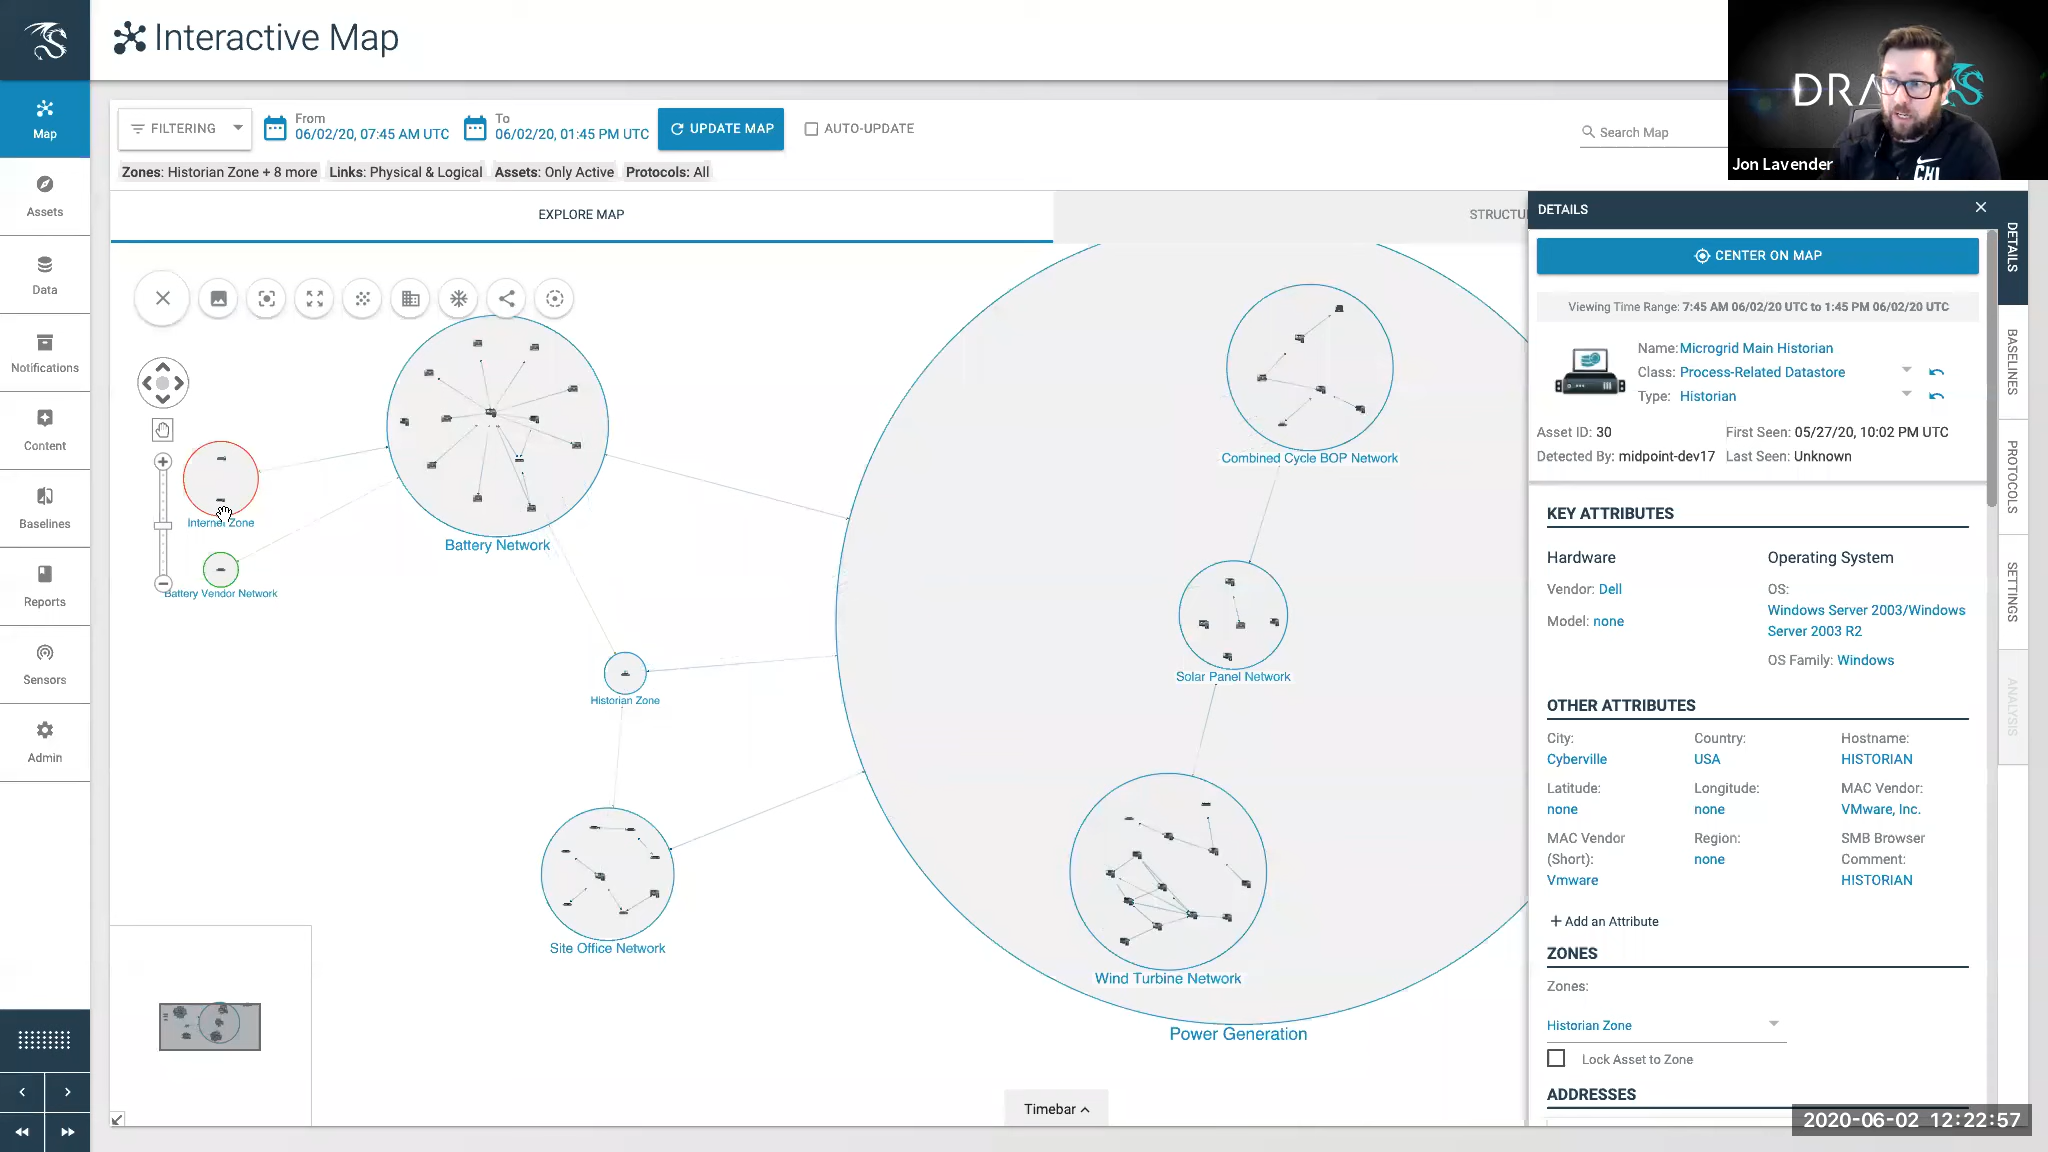 Interactive Map
DRA
Jon Lavender
CHI
Map
Assets
Data
Notifications
Content
Baselines
Reports
Sensors
Admin
FILTERING
From
06/02/20, 07:45 AM UTC
To
06/02/20, 01:45 PM UTC
UPDATE MAP
AUTO-UPDATE
Search Map
Zones: Historian Zone + 8 more
Links: Physical & Logical
Assets: Only Active
Protocols: All
EXPLORE MAP
STRUCTU
Internet Zone
Battery Vendor Network
Battery Network
Historian Zone
Site Office Network
Combined Cycle BOP Network
Solar Panel Network
Wind Turbine Network
Power Generation
Timebar
DETAILS
CENTER ON MAP
Viewing Time Range: 7:45 AM 06/02/20 UTC to 1:45 PM 06/02/20 UTC
Name: Microgrid Main Historian
Class: Process-Related Datastore
Type: Historian
Asset ID: 30
First Seen: 05/27/20, 10:02 PM UTC
Detected By: midpoint-dev17
Last Seen: Unknown
KEY ATTRIBUTES
Hardware
Vendor: Dell
Model: none
Operating System
OS:
Windows Server 2003/Windows
Server 2003 R2
OS Family: Windows
OTHER ATTRIBUTES
City:
Cyberville
Country:
USA
Hostname:
HISTORIAN
Latitude:
none
Longitude:
none
MAC Vendor:
VMware, Inc.
MAC Vendor
(Short):
Vmware
Region:
none
SMB Browser
Comment:
HISTORIAN
+ Add an Attribute
ZONES
Zones:
Historian Zone
Lock Asset to Zone
ADDRESSES
DETAILS
BASELINES
PROTOCOLS
SETTINGS
ANALYSIS
2020-06-02 12:22:57